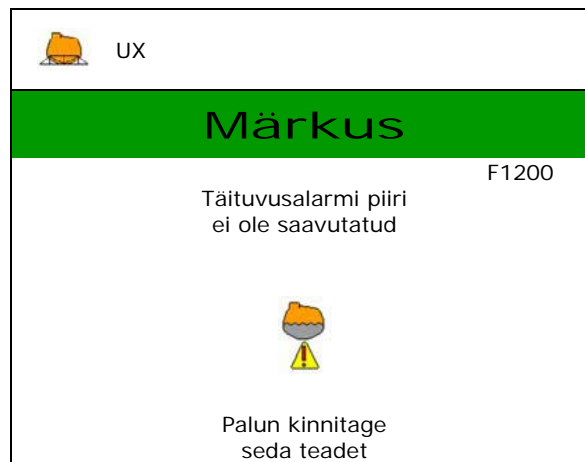 UX
Märkus
F1200
Täituvusalarmi piiri
ei ole saavutatud
Palun kinnitage
seda teadet